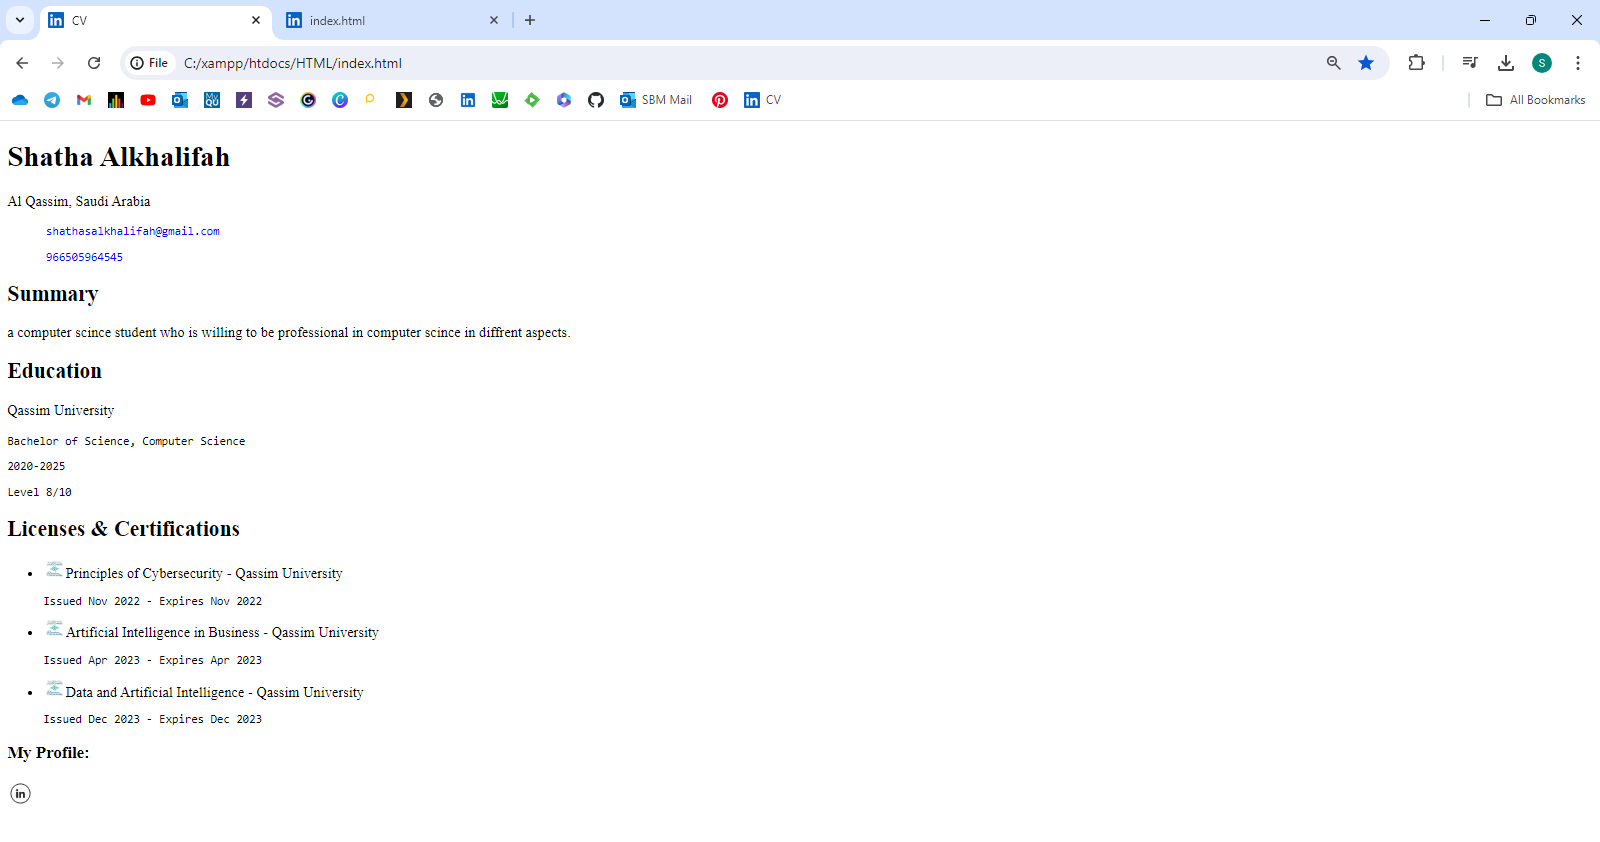 CV
index.html
File
C:/xampp/htdocs/HTML/index.html
S
My QU
SBM Mail
CV
All Bookmarks
Shatha Alkhalifah
Al Qassim, Saudi Arabia
shathasalkhalifah@gmail.com
966505964545
Summary
a computer scince student who is willing to be professional in computer scince in diffrent aspects.
Education
Qassim University
Bachelor of Science, Computer Science
2020-2025
Level 8/10
Licenses & Certifications
Principles of Cybersecurity - Qassim University
Issued Nov 2022 - Expires Nov 2022
Artificial Intelligence in Business - Qassim University
Issued Apr 2023 - Expires Apr 2023
Data and Artificial Intelligence - Qassim University
Issued Dec 2023 - Expires Dec 2023
My Profile:
in